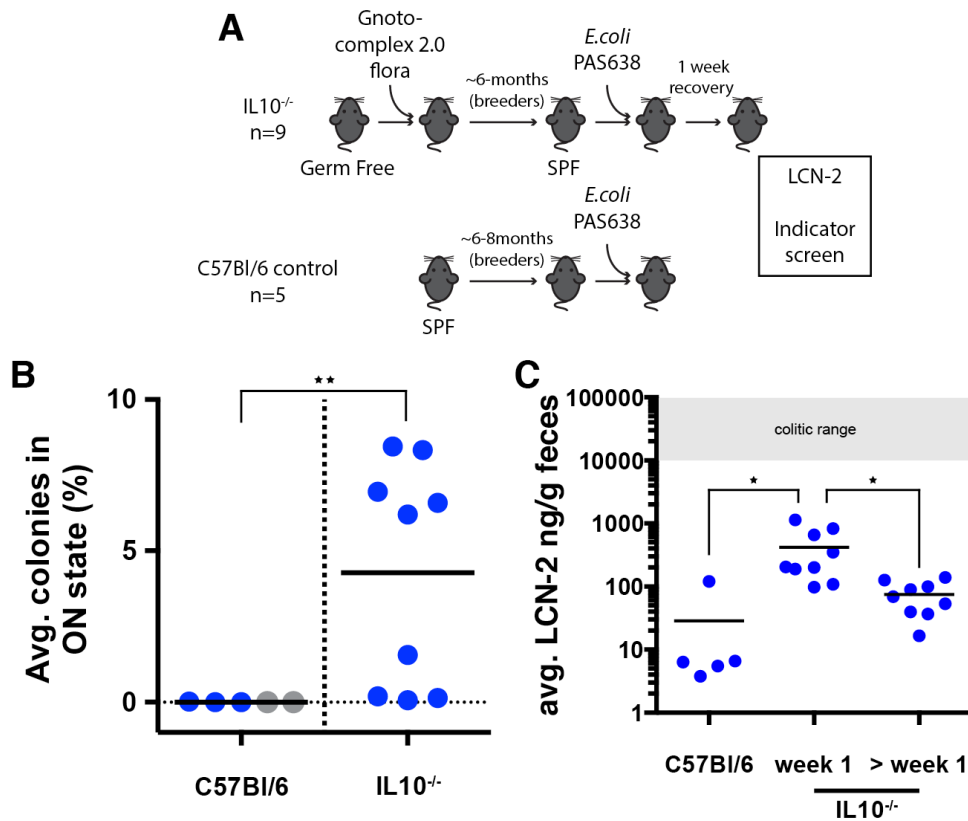 A
Gnoto-
complex 2.0
flora
E.coli
PAS638
~6-months
(breeders)
1 week
recovery
IL10-/-
n=9
Germ Free
SPF
LCN-2
Indicator
screen
E.coli
PAS638
~6-8months
(breeders)
C57Bl/6 control
n=5
SPF
B
Avg. colonies in
ON state (%)
10
5
0
★★
C57Bl/6
IL10-/-
C
avg. LCN-2 ng/g feces
100000
10000
1000
100
10
1
colitic range
★
★
C57Bl/6
week 1
> week 1
IL10-/-